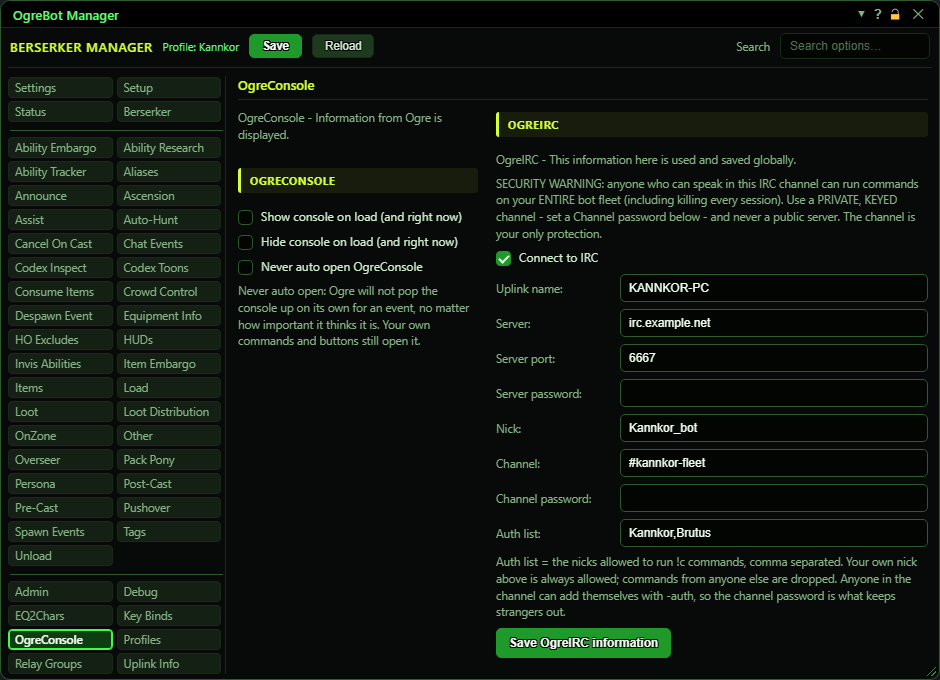 OgreBot Manager
▼ ? 
BERSERKER MANAGER Profile: Kannkor Save Reload Search Search options...
Settings Setup
Status Berserker
Ability Embargo Ability Research
Ability Tracker Aliases
Announce Ascension
Assist Auto-Hunt
Cancel On Cast Chat Events
Codex Inspect Codex Toons
Consume Items Crowd Control
Despawn Event Equipment Info
HO Excludes HUDs
Invis Abilities Item Embargo
Items Load
Loot Loot Distribution
OnZone Other
Overseer Pack Pony
Persona Post-Cast
Pre-Cast Pushover
Spawn Events Tags
Unload
Admin Debug
EQ2Chars Key Binds
OgreConsole Profiles
Relay Groups Uplink Info
OgreConsole
OgreConsole - Information from Ogre is
displayed.
OGRECONSOLE
Show console on load (and right now)
Hide console on load (and right now)
Never auto open OgreConsole
Never auto open: Ogre will not pop the
console up on its own for an event, no matter
how important it thinks it is. Your own
commands and buttons still open it.
OGREIRC
OgreIRC - This information here is used and saved globally.
SECURITY WARNING: anyone who can speak in this IRC channel can run commands
on your ENTIRE bot fleet (including killing every session). Use a PRIVATE, KEYED
channel - set a Channel password below - and never a public server. The channel is
your only protection.
Connect to IRC
Uplink name: KANNKOR-PC
Server: irc.example.net
Server port: 6667
Server password:
Nick: Kannkor_bot
Channel: #kannkor-fleet
Channel password:
Auth list: Kannkor,Brutus
Auth list = the nicks allowed to run !c commands, comma separated. Your own nick
above is always allowed; commands from anyone else are dropped. Anyone in the
channel can add themselves with -auth, so the channel password is what keeps
strangers out.
Save OgreIRC information